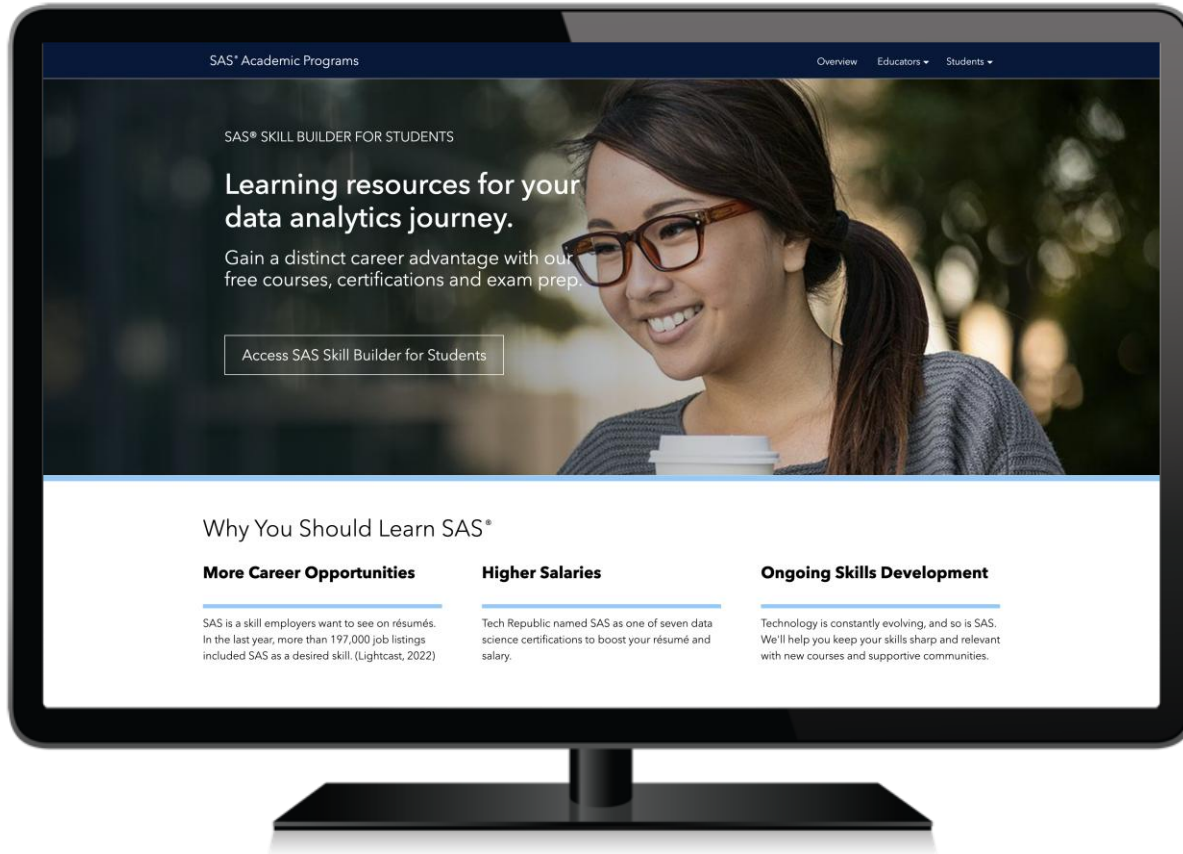 SAS® Academic Programs
Overview Educators Students
SAS® SKILL BUILDER FOR STUDENTS
Learning resources for your
data analytics journey.
Gain a distinct career advantage with our
free courses, certifications and exam prep.
Access SAS Skill Builder for Students
Why You Should Learn SAS®
More Career Opportunities
SAS is a skill employers want to see on résumés.
In the last year, more than 197,000 job listings
included SAS as a desired skill. (Lightcast, 2022)
Higher Salaries
Tech Republic named SAS as one of seven data
science certifications to boost your résumé and
salary.
Ongoing Skills Development
Technology is constantly evolving, and so is SAS.
We'll help you keep your skills sharp and relevant
with new courses and supportive communities.